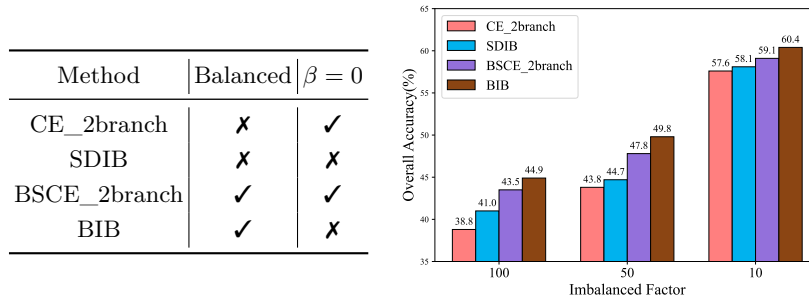 Method Balanced β = 0
CE_2branch ✗ ✓
SDIB ✗ ✗
BSCE_2branch ✓ ✓
BIB ✓ ✗
CE_2branch
SDIB
BSCE_2branch
BIB
Overall Accuracy(%)
65
60
55
50
45
40
35
38.8 41.0 43.5 44.9
43.8 44.7 47.8 49.8
57.6 58.1 59.1 60.4
100 50 10
Imbalanced Factor